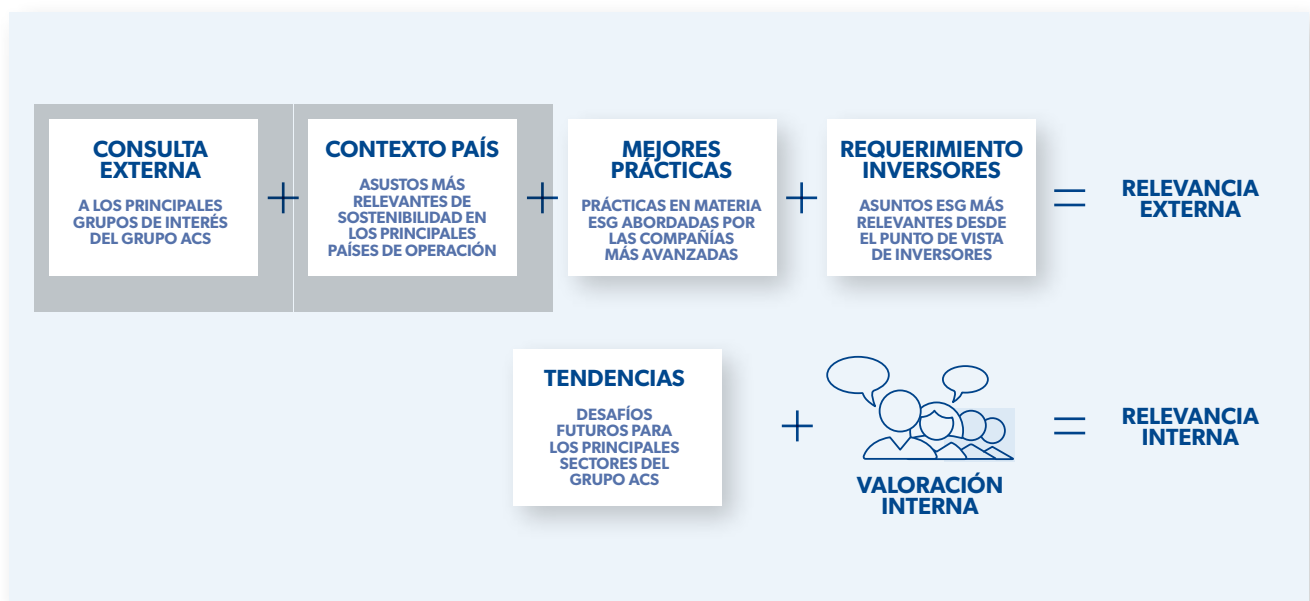 CONSULTA
EXTERNA
A LOS PRINCIPALES
GRUPOS DE INTERÉS
DEL GRUPO ACS
+
CONTEXTO PAÍS
ASUSTOS MÁS
RELEVANTES DE
SOSTENIBILIDAD EN
LOS PRINCIPALES
PAÍSES DE OPERACIÓN
+
MEJORES
PRÁCTICAS
PRÁCTICAS EN MATERIA
ESG ABORDADAS POR
LAS COMPAÑÍAS
MÁS AVANZADAS
+
REQUERIMIENTO
INVERSORES
ASUNTOS ESG MÁS
RELEVANTES DESDE
EL PUNTO DE VISTA
DE INVERSORES
=
RELEVANCIA
EXTERNA
TENDENCIAS
DESAFÍOS
FUTUROS PARA
LOS PRINCIPALES
SECTORES DEL
GRUPO ACS
+
VALORACIÓN
INTERNA
=
RELEVANCIA
INTERNA